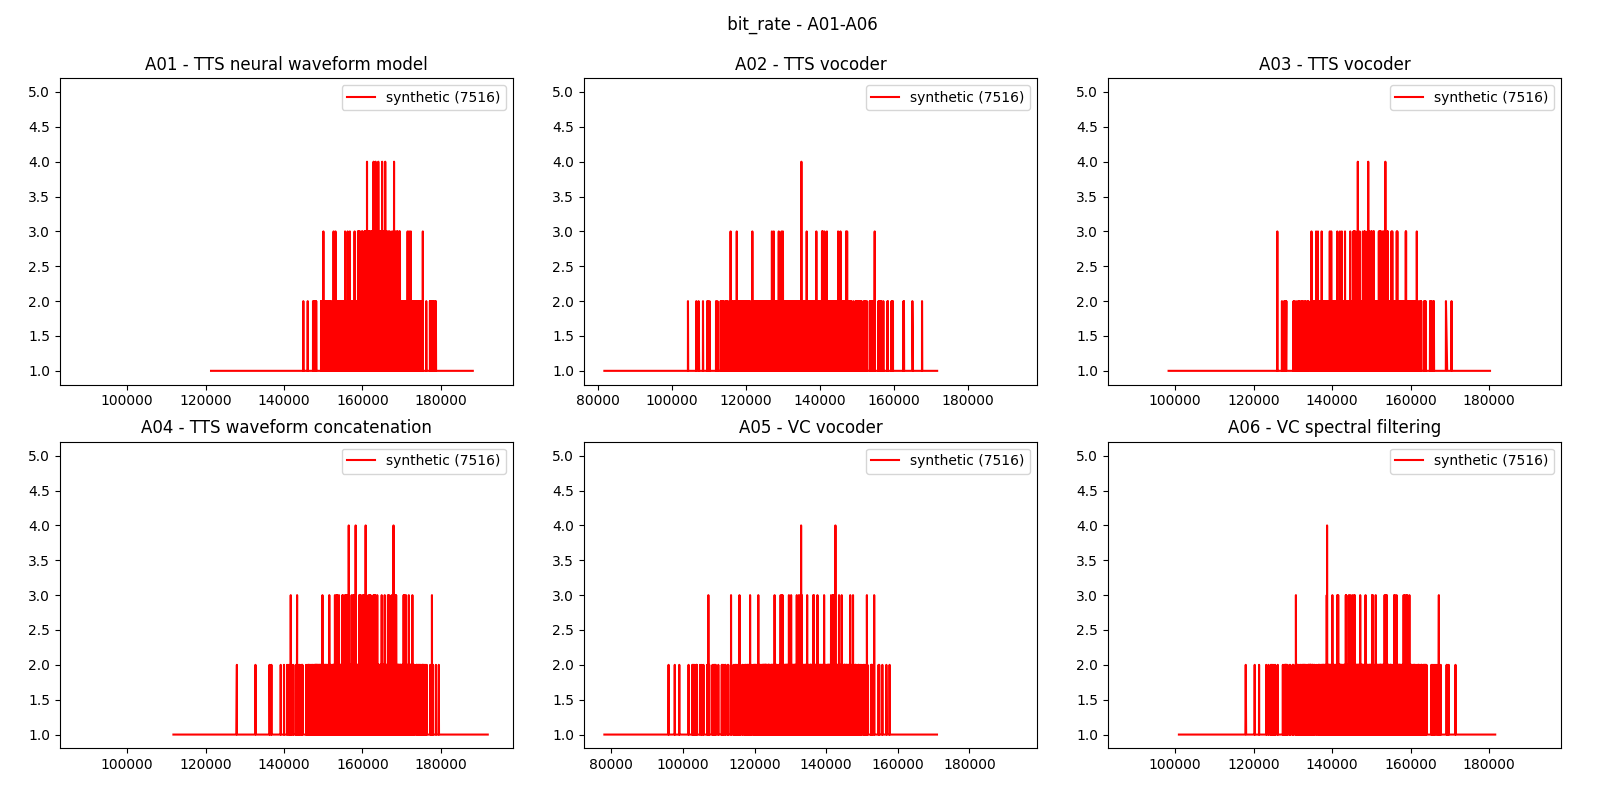 bit_rate - A01-A06
A01 - TTS neural waveform model
synthetic (7516)
5.0
4.5
4.0
3.5
3.0
2.5
2.0
1.5
1.0
100000 120000 140000 160000 180000
A02 - TTS vocoder
synthetic (7516)
5.0
4.5
4.0
3.5
3.0
2.5
2.0
1.5
1.0
80000 100000 120000 140000 160000 180000
A03 - TTS vocoder
synthetic (7516)
5.0
4.5
4.0
3.5
3.0
2.5
2.0
1.5
1.0
100000 120000 140000 160000 180000
A04 - TTS waveform concatenation
synthetic (7516)
5.0
4.5
4.0
3.5
3.0
2.5
2.0
1.5
1.0
100000 120000 140000 160000 180000
A05 - VC vocoder
synthetic (7516)
5.0
4.5
4.0
3.5
3.0
2.5
2.0
1.5
1.0
80000 100000 120000 140000 160000 180000
A06 - VC spectral filtering
synthetic (7516)
5.0
4.5
4.0
3.5
3.0
2.5
2.0
1.5
1.0
100000 120000 140000 160000 180000